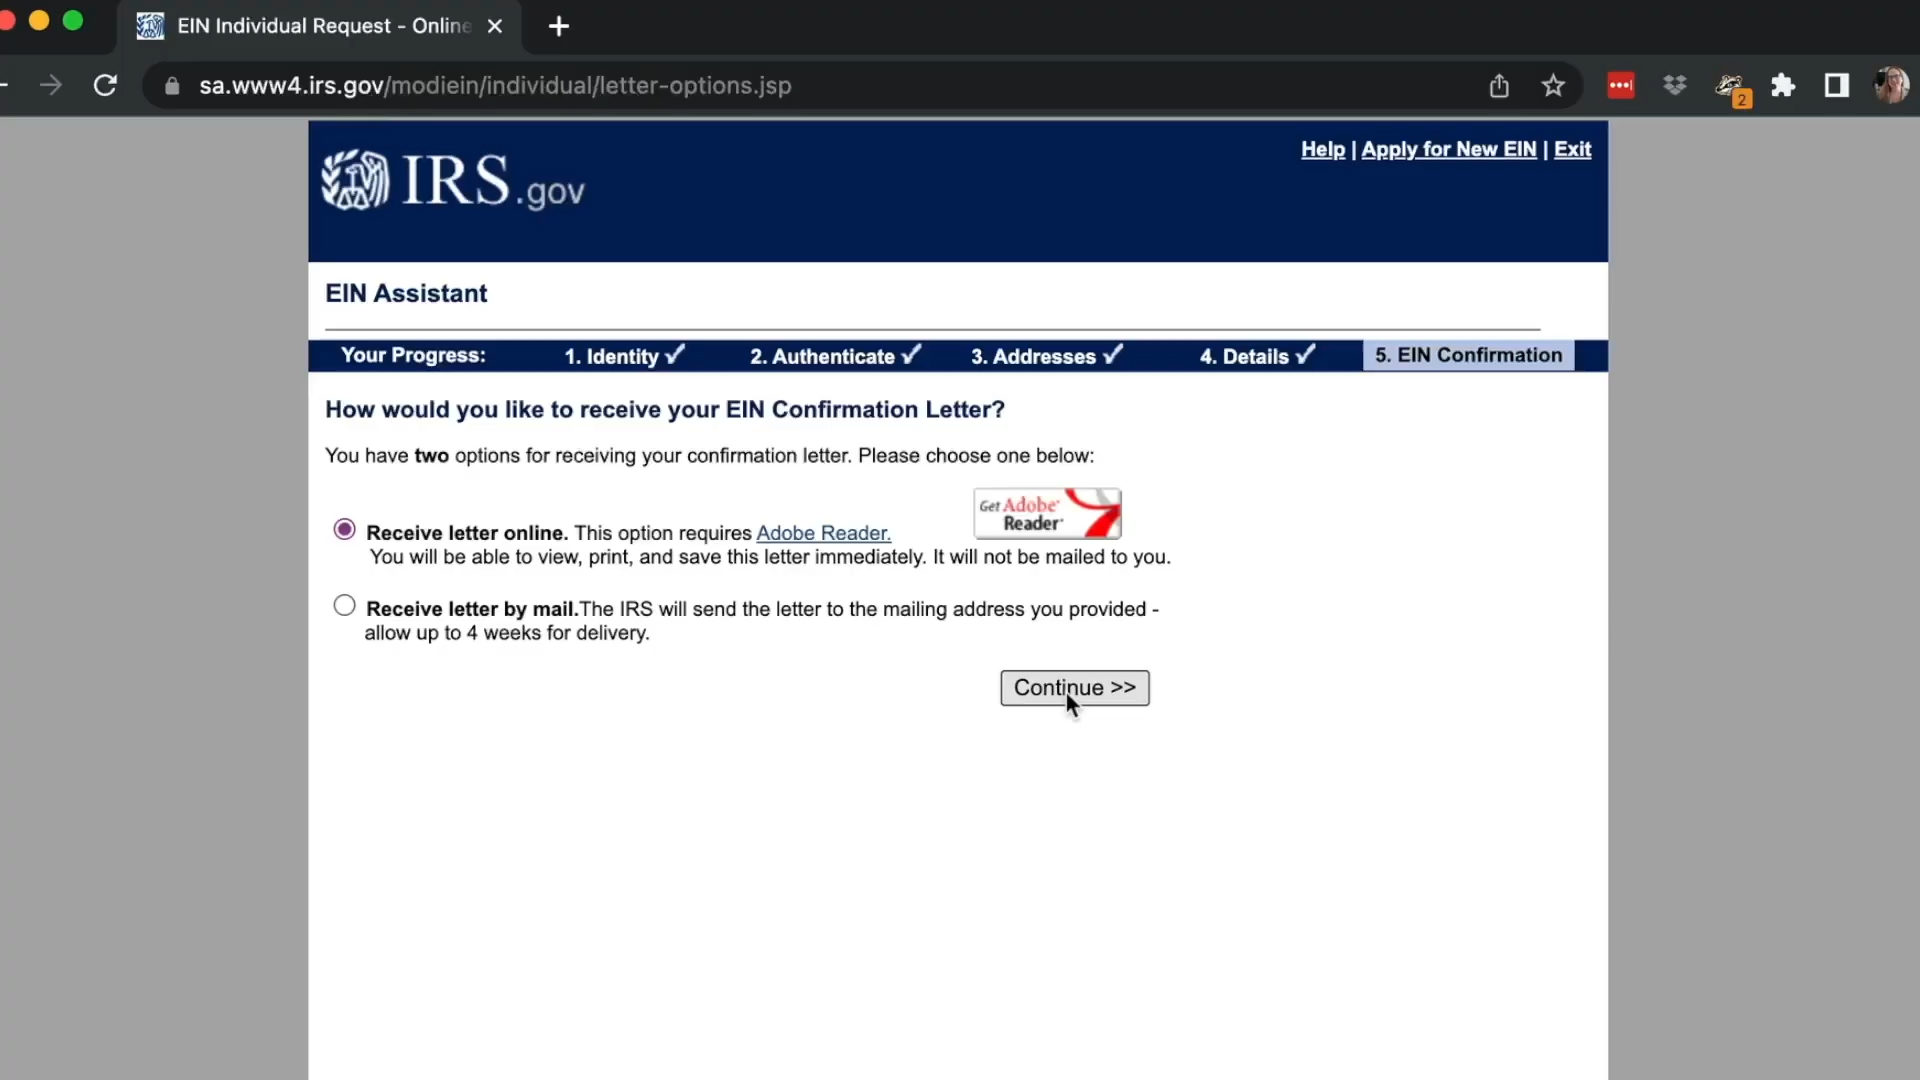 EIN Individual Request - Online
sa.www4.irs.gov/modiein/individual/letter-options.jsp
2
Help | Apply for New EIN | Exit
IRS.gov
EIN Assistant
Your Progress: 1. Identity ✓ 2. Authenticate ✓ 3. Addresses ✓ 4. Details ✓ 5. EIN Confirmation
How would you like to receive your EIN Confirmation Letter?
You have two options for receiving your confirmation letter. Please choose one below:
Get Adobe
Reader
Receive letter online. This option requires Adobe Reader.
You will be able to view, print, and save this letter immediately. It will not be mailed to you.
Receive letter by mail.The IRS will send the letter to the mailing address you provided -
allow up to 4 weeks for delivery.
Continue >>